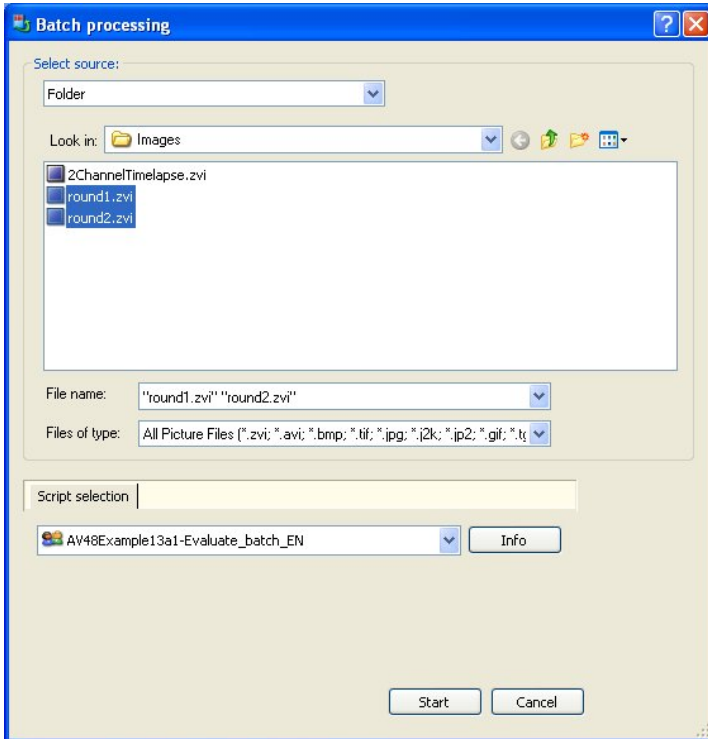 Batch processing
Select source:
Folder
Look in: Images
2ChannelTimelapse.zvi
round1.zvi
round2.zvi
File name: "round1.zvi" "round2.zvi"
Files of type: All Picture Files (*.zvi; *.avi; *.bmp; *.tif; *.jpg; *.j2k; *.jp2; *.gif; *.tg
Script selection
AV48Example13a1-Evaluate_batch_EN Info
Start Cancel